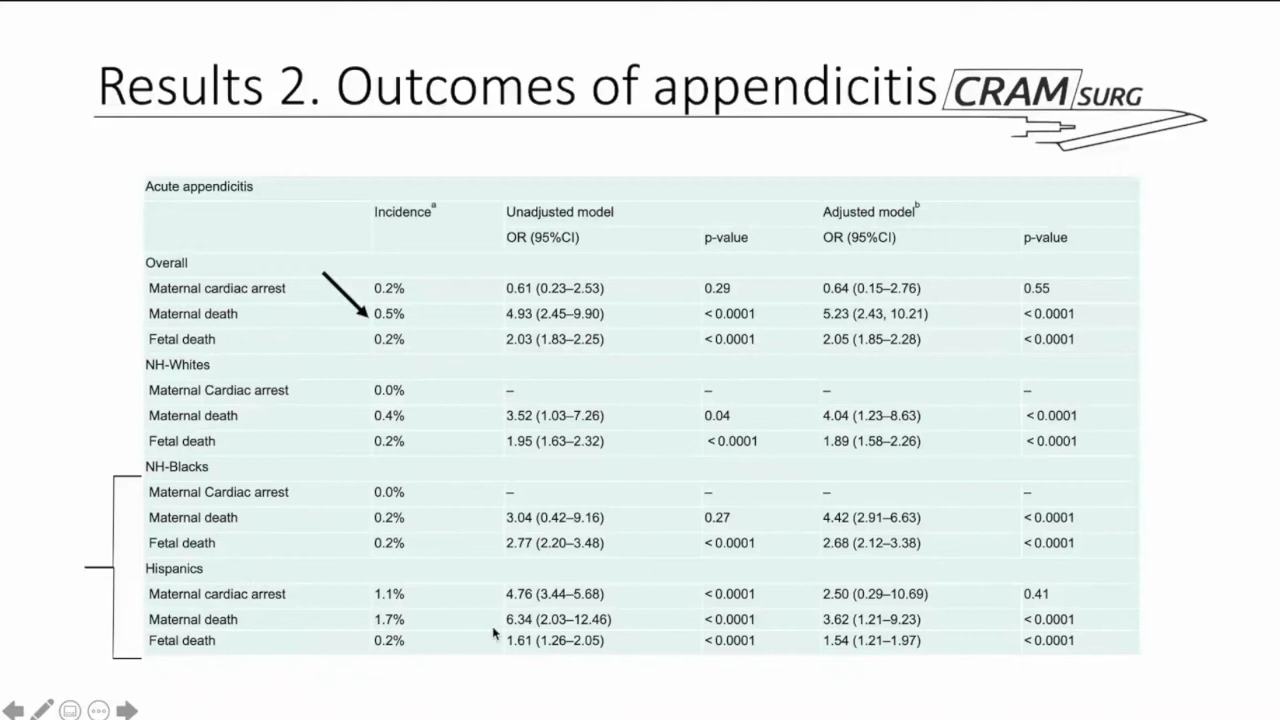 Results 2. Outcomes of appendicitis CRAM SURG
Acute appendicitis
Incidence^a Unadjusted model Adjusted model^b
OR (95%CI) p-value OR (95%CI) p-value
Overall
Maternal cardiac arrest 0.2% 0.61 (0.23–2.53) 0.29 0.64 (0.15–2.76) 0.55
Maternal death 0.5% 4.93 (2.45–9.90) <0.0001 5.23 (2.43, 10.21) <0.0001
Fetal death 0.2% 2.03 (1.83–2.25) <0.0001 2.05 (1.85–2.28) <0.0001
NH-Whites
Maternal Cardiac arrest 0.0% – – – –
Maternal death 0.4% 3.52 (1.03–7.26) 0.04 4.04 (1.23–8.63) <0.0001
Fetal death 0.2% 1.95 (1.63–2.32) <0.0001 1.89 (1.58–2.26) <0.0001
NH-Blacks
Maternal Cardiac arrest 0.0% – – – –
Maternal death 0.2% 3.04 (0.42–9.16) 0.27 4.42 (2.91–6.63) <0.0001
Fetal death 0.2% 2.77 (2.20–3.48) <0.0001 2.68 (2.12–3.38) <0.0001
Hispanics
Maternal cardiac arrest 1.1% 4.76 (3.44–5.68) <0.0001 2.50 (0.29–10.69) 0.41
Maternal death 1.7% 6.34 (2.03–12.46) <0.0001 3.62 (1.21–9.23) <0.0001
Fetal death 0.2% 1.61 (1.26–2.05) <0.0001 1.54 (1.21–1.97) <0.0001